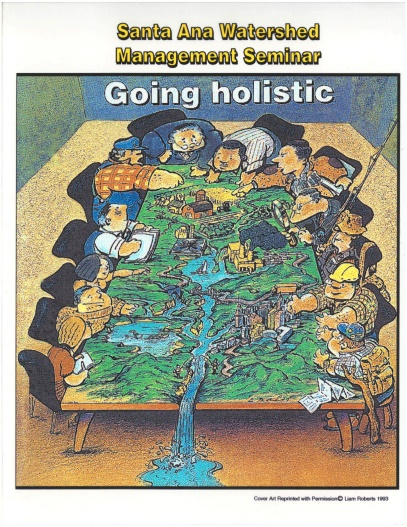 Santa Ana Watershed
Management Seminar
Going holistic
Cover Art Reprinted with Permission© Liam Roberts 1993